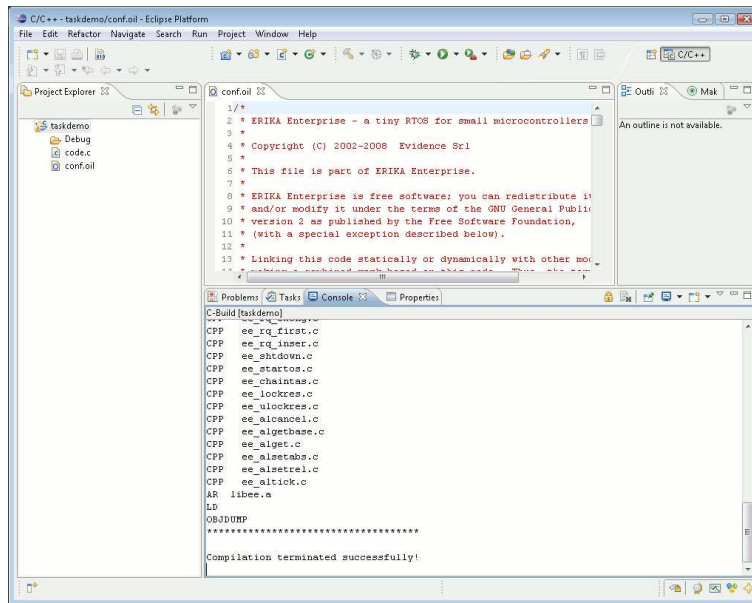 C/C++ - taskdemo/conf.oil - Eclipse Platform
File Edit Refactor Navigate Search Run Project Window Help
C/C++
Project Explorer
taskdemo
Debug
code.c
conf.oil
conf.oil
1/*
2 * ERIKA Enterprise - a tiny RTOS for small microcontrollers
3 *
4 * Copyright (C) 2002-2008 Evidence Srl
5 *
6 * This file is part of ERIKA Enterprise.
7 *
8 * ERIKA Enterprise is free software; you can redistribute i
9 * and/or modify it under the terms of the GNU General Public
10 * version 2 as published by the Free Software Foundation,
11 * (with a special exception described below).
12 *
13 * Linking this code statically or dynamically with other mo
Outli
Mak
An outline is not available.
Problems Tasks Console Properties
C-Build [taskdemo]
CPP ee_rq_first.c
CPP ee_rq_inser.c
CPP ee_shtdown.c
CPP ee_startos.c
CPP ee_chaintas.c
CPP ee_lockres.c
CPP ee_ulockres.c
CPP ee_alcancel.c
CPP ee_algetbase.c
CPP ee_alget.c
CPP ee_alsetabs.c
CPP ee_alsetrel.c
CPP ee_altick.c
AR libee.a
LD
OBJDUMP
************************************
Compilation terminated successfully!